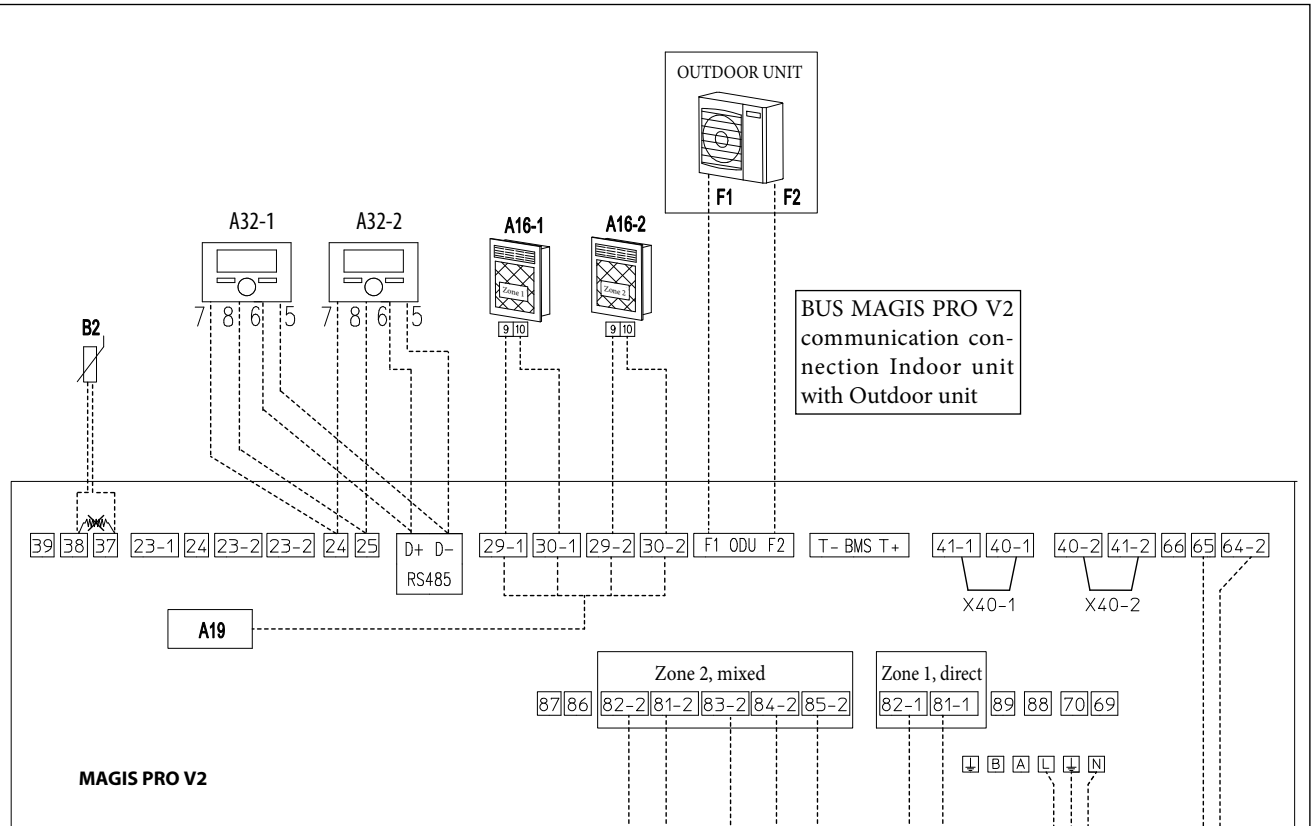 OUTDOOR UNIT
F1 F2
A32-1 A32-2 A16-1 A16-2
Zone 1 Zone 2
7 8 6 5 7 8 6 5
9 10 9 10
B2
BUS MAGIS PRO V2
communication con-
nection Indoor unit
with Outdoor unit
39 38 37 23-1 24 23-2 23-2 24 25 D+ D- 29-1 30-1 29-2 30-2 F1 ODU F2 T- BMS T+ 41-1 40-1 40-2 41-2 66 65 64-2
RS485
X40-1 X40-2
A19
Zone 2, mixed Zone 1, direct
87 86 82-2 81-2 83-2 84-2 85-2 82-1 81-1 89 88 70 69
B A L N
MAGIS PRO V2